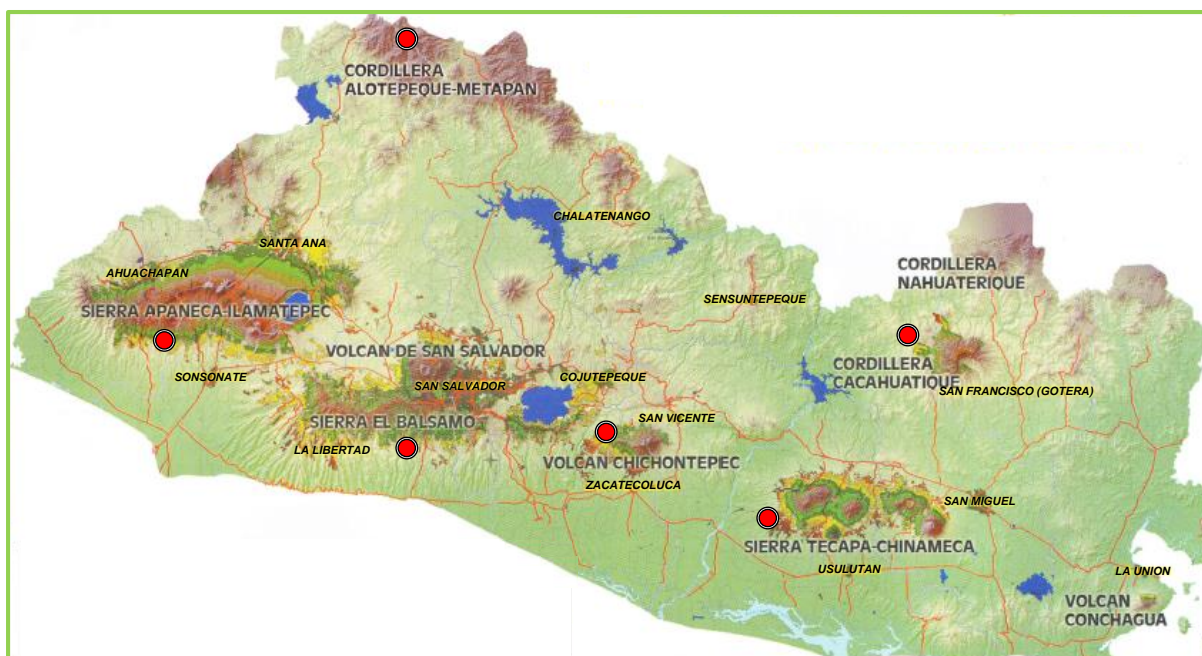 CORDILLERA
ALOTEPEQUE-METAPAN
CHALATENANGO
SANTA ANA
AHUACHAPAN
CORDILLERA
NAHUATERIQUE
SENSUNTEPEQUE
SIERRA APANECA-ILAMATEPEC
VOLCAN DE SAN SALVADOR
CORDILLERA
CACAHUATIQUE
SONSONATE
COJUTEPEQUE
SAN SALVADOR
SAN FRANCISCO (GOTERA)
SIERRA EL BALSAMO
SAN VICENTE
LA LIBERTAD
VOLCAN CHICHONTEPEC
ZACATECOLUCA
SAN MIGUEL
SIERRA TECAPA-CHINAMECA
USULUTAN
LA UNION
VOLCAN
CONCHAGUA